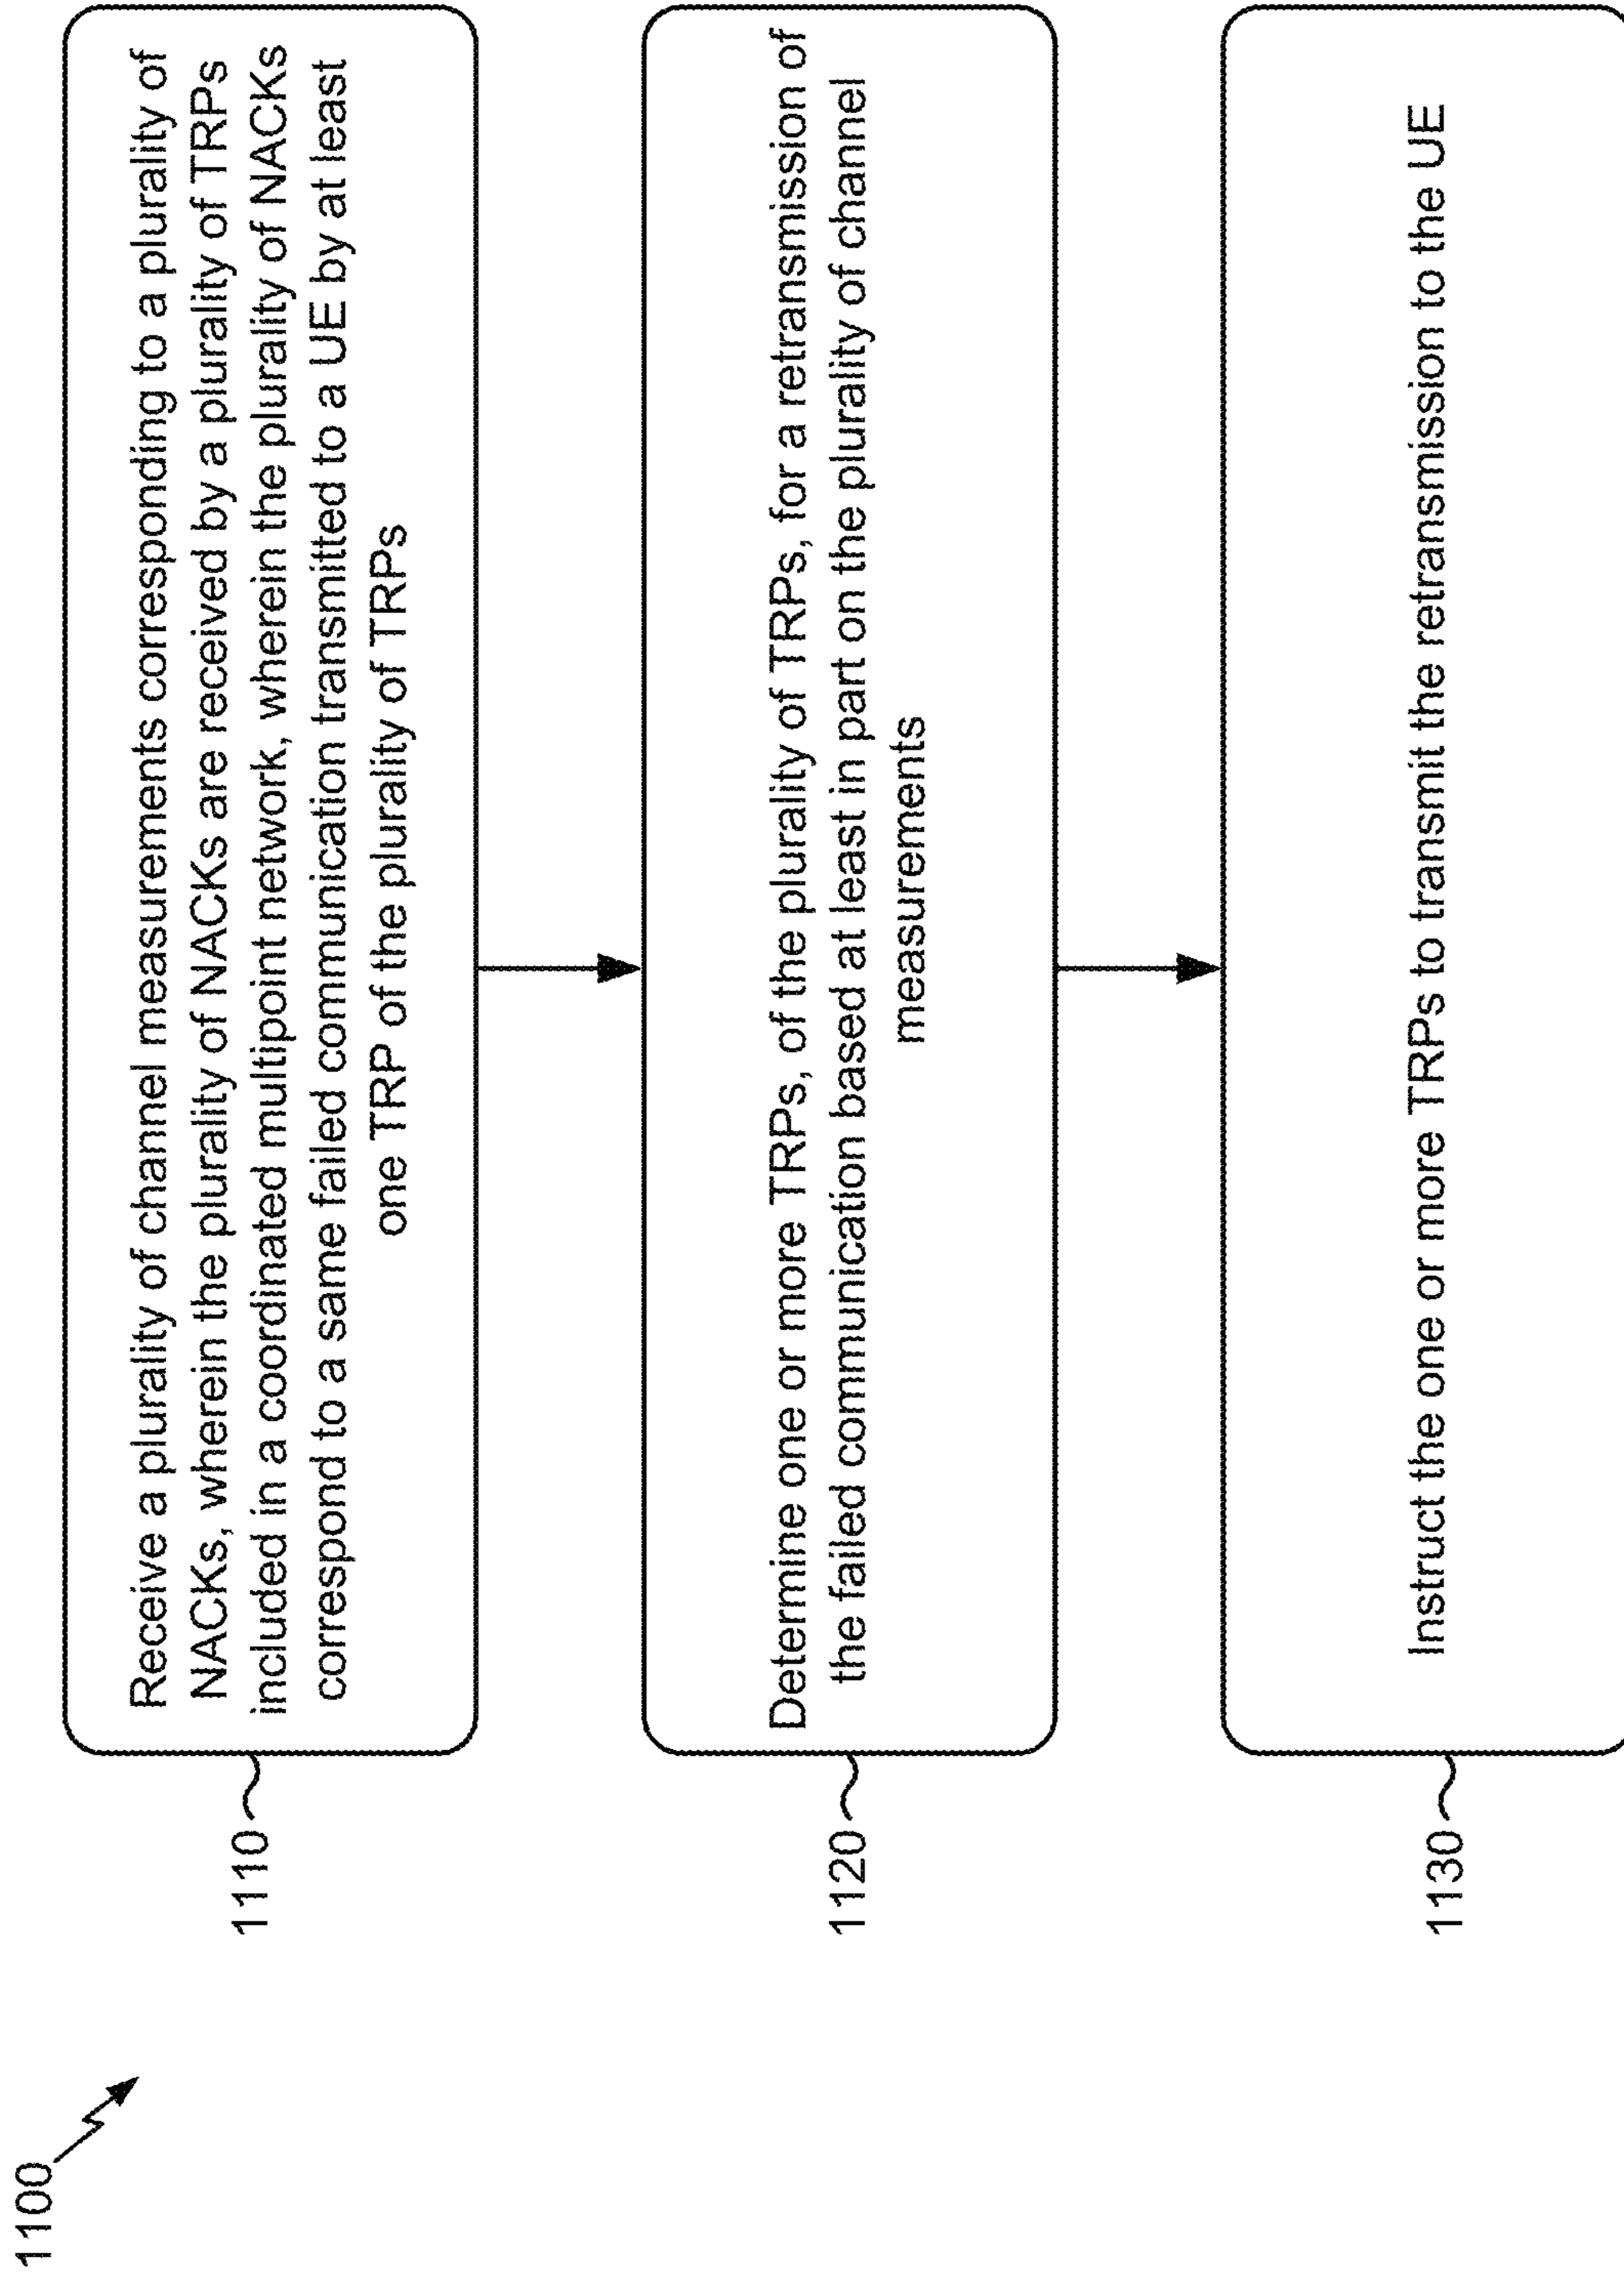 1100
1110
Receive a plurality of channel measurements corresponding to a plurality of
NACKs, wherein the plurality of NACKs are received by a plurality of TRPs
included in a coordinated multipoint network, wherein the plurality of NACKs
correspond to a same failed communication transmitted to a UE by at least
one TRP of the plurality of TRPs
1120
Determine one or more TRPs, of the plurality of TRPs, for a retransmission of
the failed communication based at least in part on the plurality of channel
measurements
1130
Instruct the one or more TRPs to transmit the retransmission to the UE